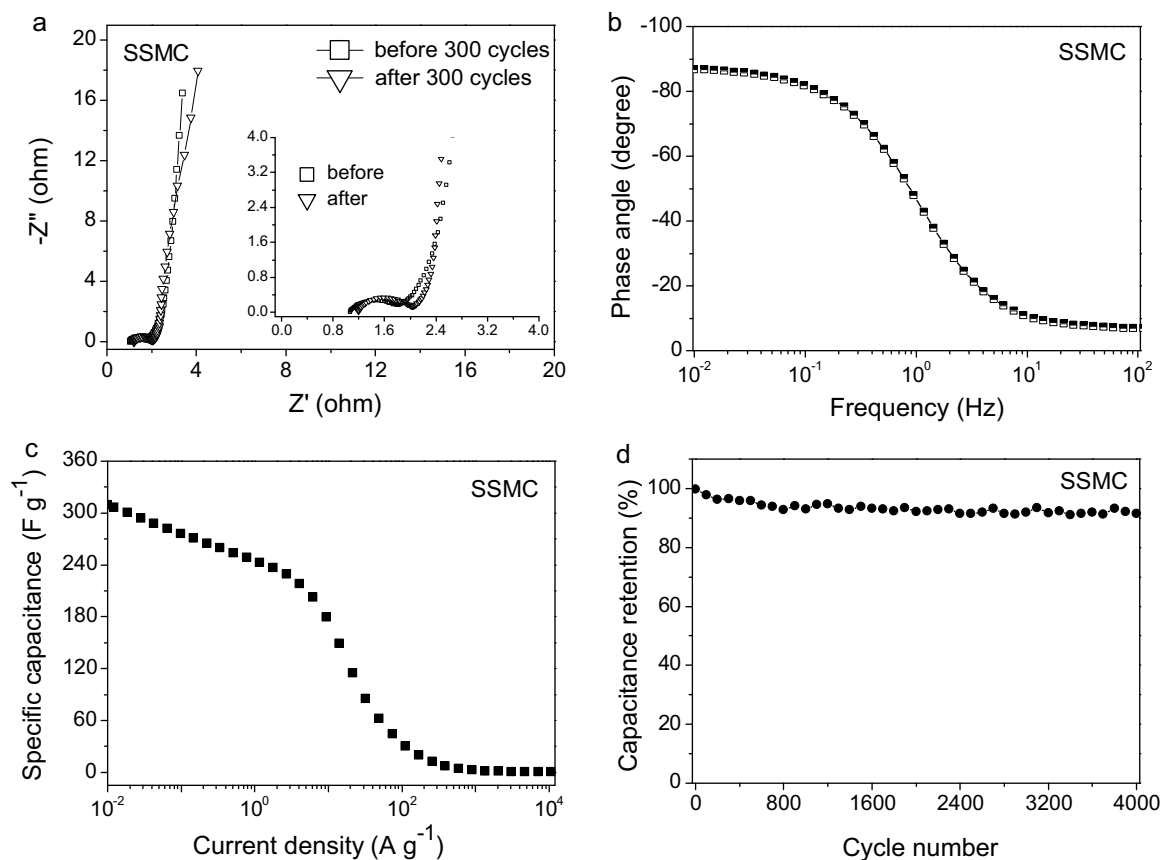 a
SSMC
before 300 cycles
after 300 cycles
20
16
12
8
4
0
-Z'' (ohm)
0 4 8 12 16 20
Z' (ohm)
before
after
4.0
3.2
2.4
1.6
0.8
0.0
0.0 0.8 1.6 2.4 3.2 4.0
b
SSMC
-100
-80
-60
-40
-20
0
Phase angle (degree)
10⁻² 10⁻¹ 10⁰ 10¹ 10²
Frequency (Hz)
c
SSMC
360
300
240
180
120
60
0
Specific capacitance (F g⁻¹)
10⁻² 10⁰ 10² 10⁴
Current density (A g⁻¹)
d
SSMC
100
80
60
40
20
0
Capacitance retention (%)
0 800 1600 2400 3200 4000
Cycle number